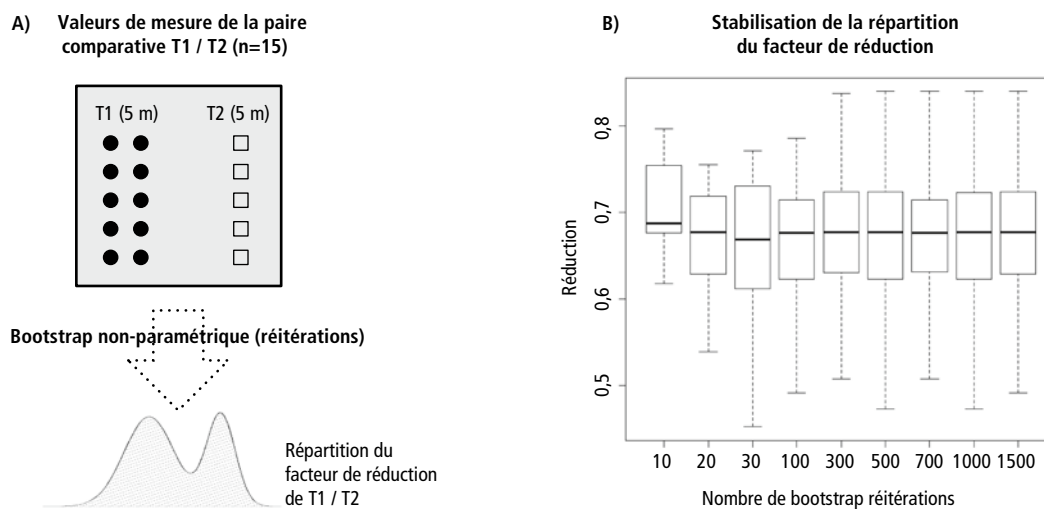 A) Valeurs de mesure de la paire
comparative T1 / T2 (n=15)
T1 (5 m) T2 (5 m)
Bootstrap non-paramétrique (réitérations)
Répartition du
facteur de réduction
de T1 / T2
B) Stabilisation de la répartition
du facteur de réduction
Réduction
0,8
0,7
0,6
0,5
10 20 30 100 300 500 700 1000 1500
Nombre de bootstrap réitérations